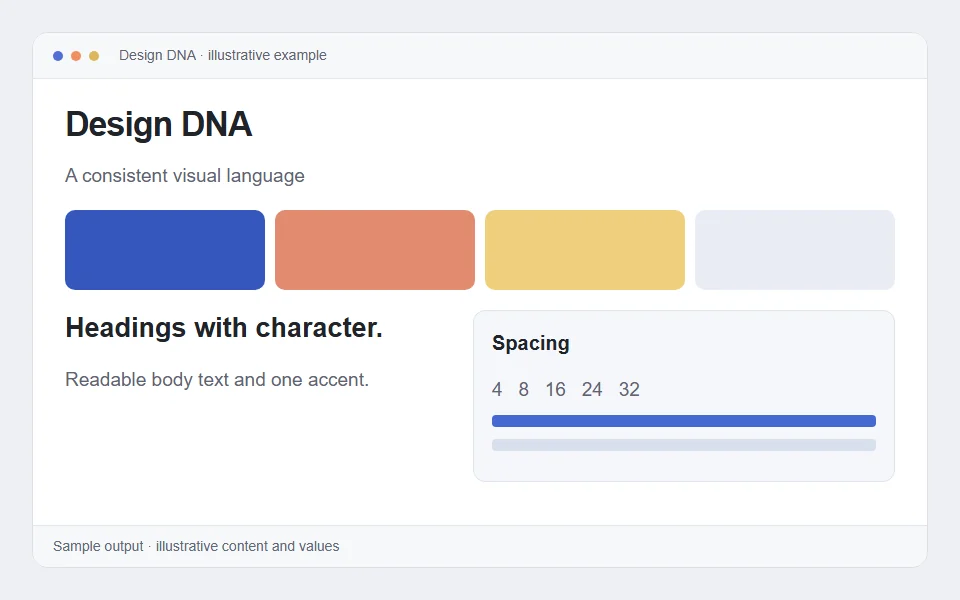 Design DNA · illustrative example
Design DNA
A consistent visual language
Headings with character.
Readable body text and one accent.
Spacing
4 8 16 24 32
Sample output · illustrative content and values